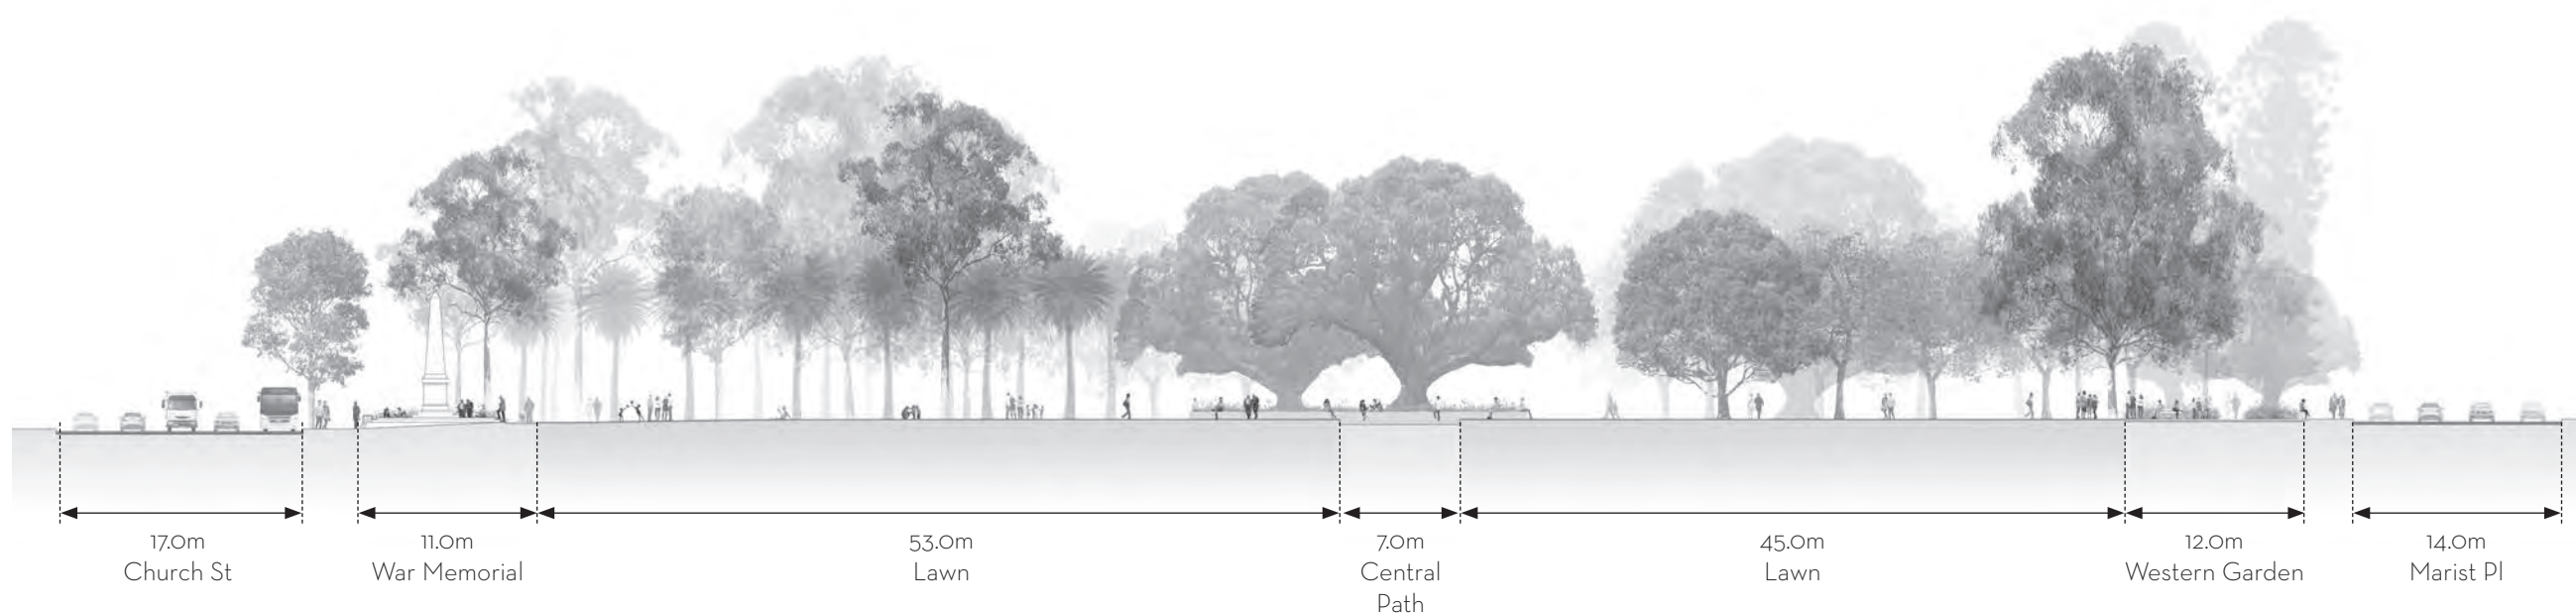 17.0m
Church St
11.0m
War Memorial
53.0m
Lawn
7.0m
Central
Path
45.0m
Lawn
12.0m
Western Garden
14.0m
Marist Pl